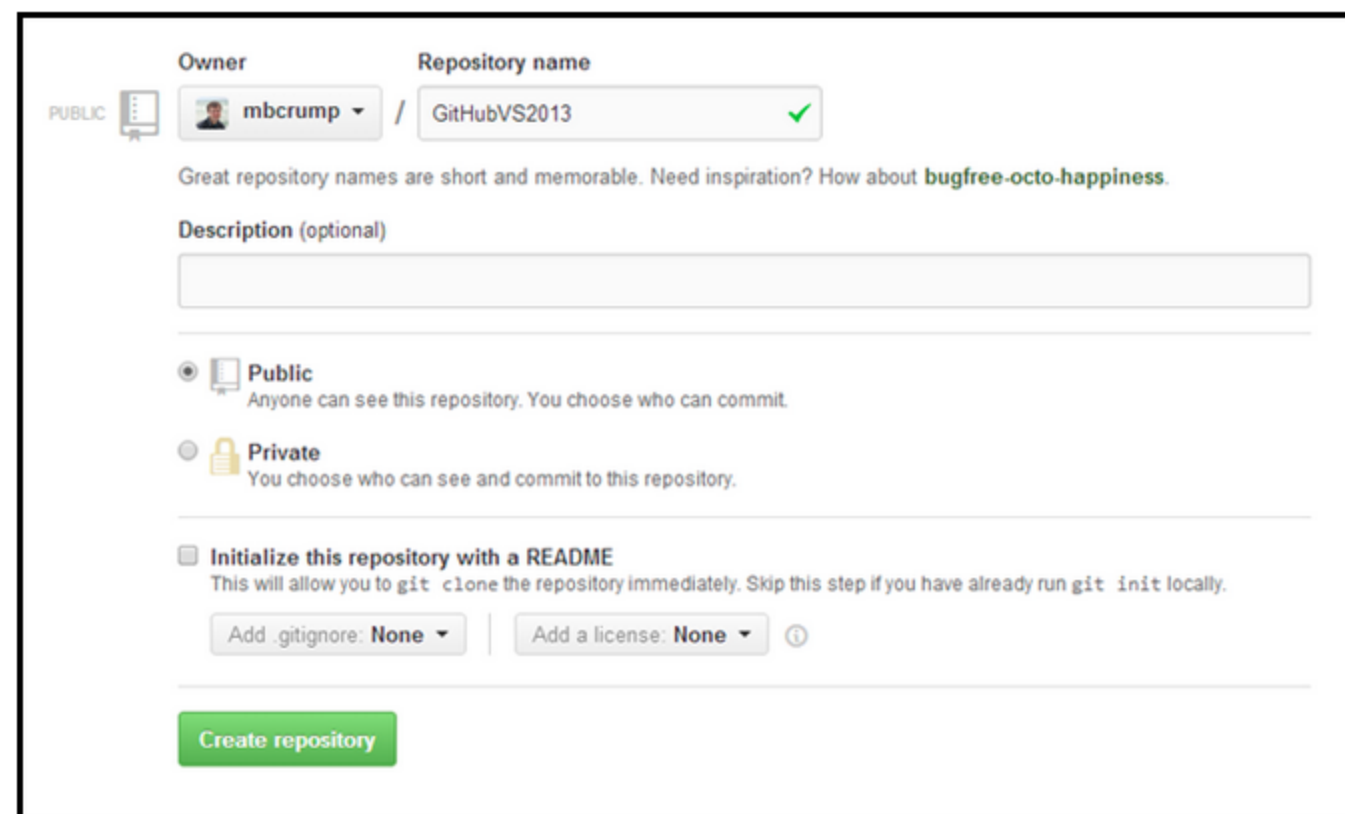 Owner Repository name
PUBLIC mbcrump / GitHubVS2013
Great repository names are short and memorable. Need inspiration? How about bugfree-octo-happiness.
Description (optional)
Public
Anyone can see this repository. You choose who can commit.
Private
You choose who can see and commit to this repository.
Initialize this repository with a README
This will allow you to git clone the repository immediately. Skip this step if you have already run git init locally.
Add .gitignore: None Add a license: None
Create repository